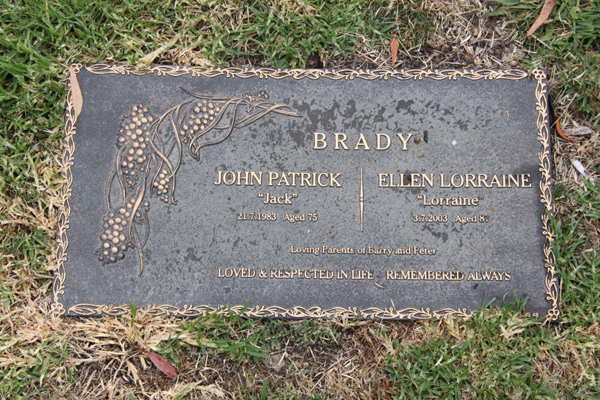 BRADY
JOHN PATRICK
"Jack"
21.7.1983 Aged 75
ELLEN LORRAINE
"Lorraine"
3.7.2003 Aged
Loving Parents of Barry and Peter
LOVED & RESPECTED IN LIFE REMEMBERED ALWAYS